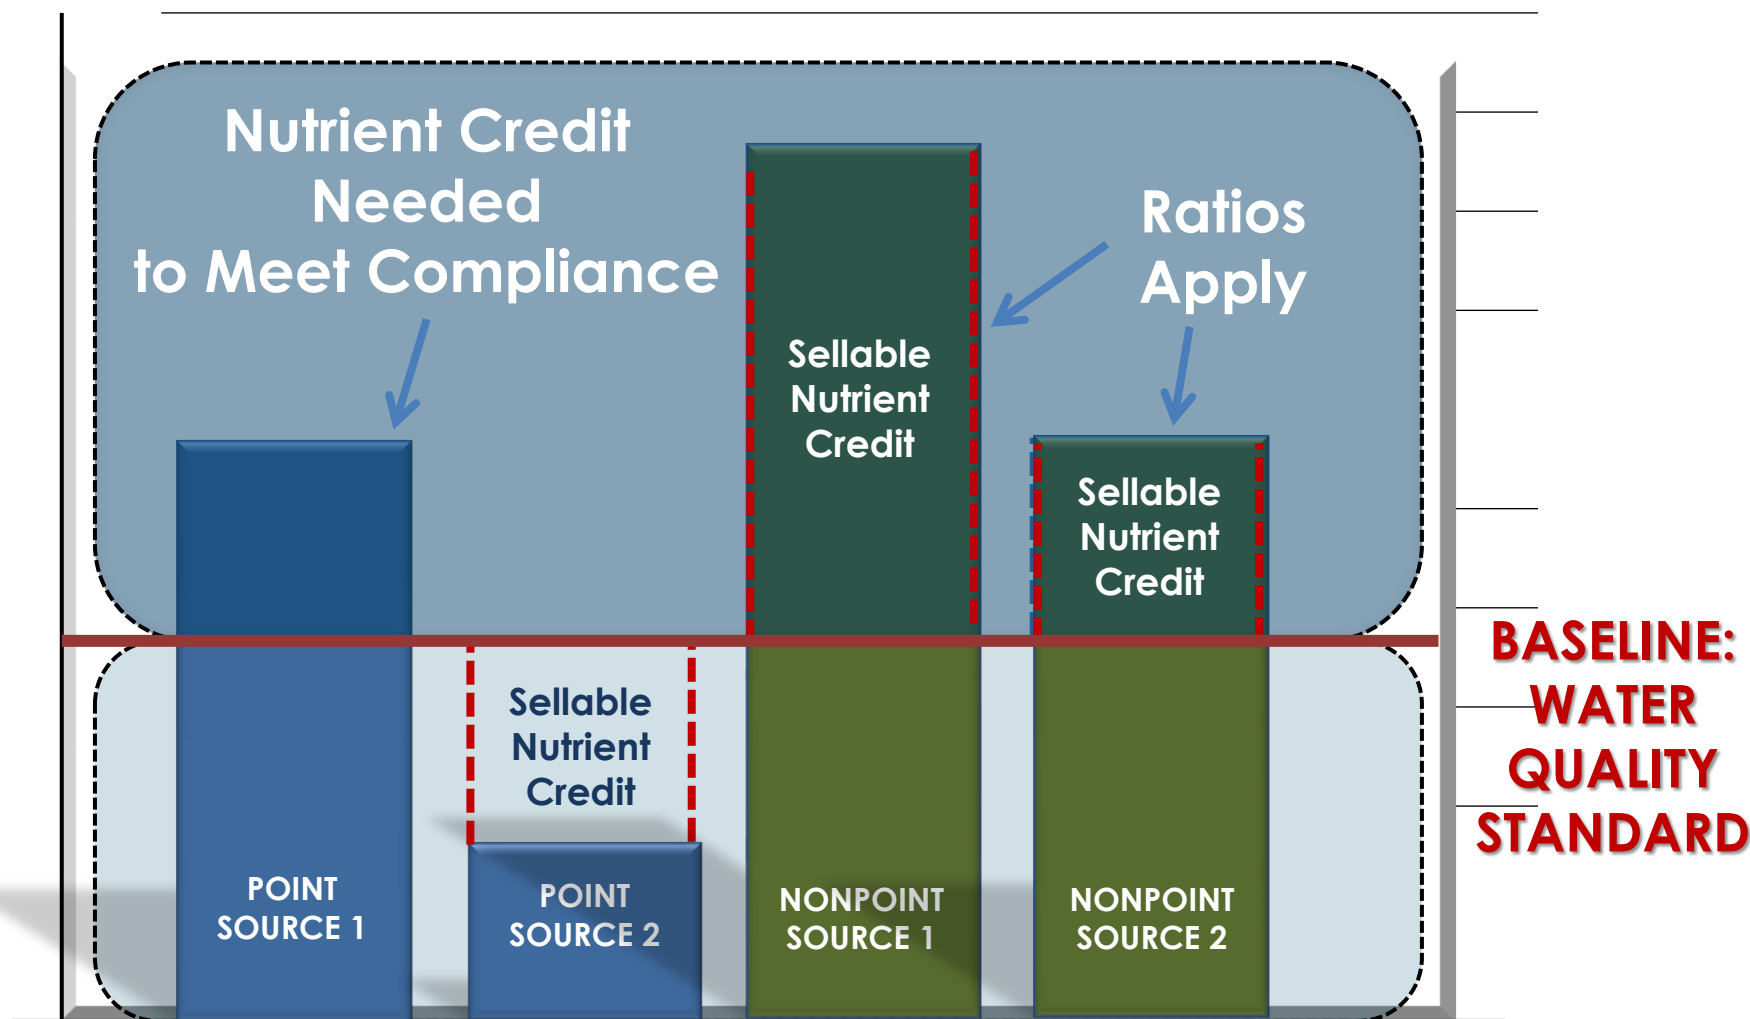 Nutrient Credit
Needed
to Meet Compliance
Ratios
Apply
Sellable
Nutrient
Credit
Sellable
Nutrient
Credit
Sellable
Nutrient
Credit
BASELINE:
WATER
QUALITY
STANDARD
POINT
SOURCE 1
POINT
SOURCE 2
NONPOINT
SOURCE 1
NONPOINT
SOURCE 2